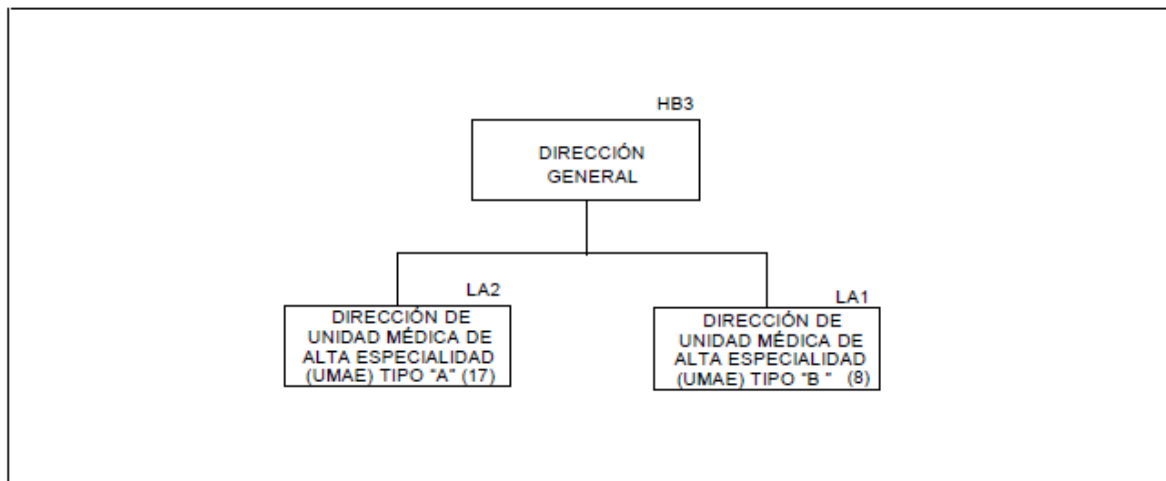 HB3
DIRECCIÓN
GENERAL
LA2
DIRECCIÓN DE
UNIDAD MÉDICA DE
ALTA ESPECIALIDAD
(UMAE) TIPO "A" (17)
LA1
DIRECCIÓN DE
UNIDAD MÉDICA DE
ALTA ESPECIALIDAD
(UMAE) TIPO "B " (8)